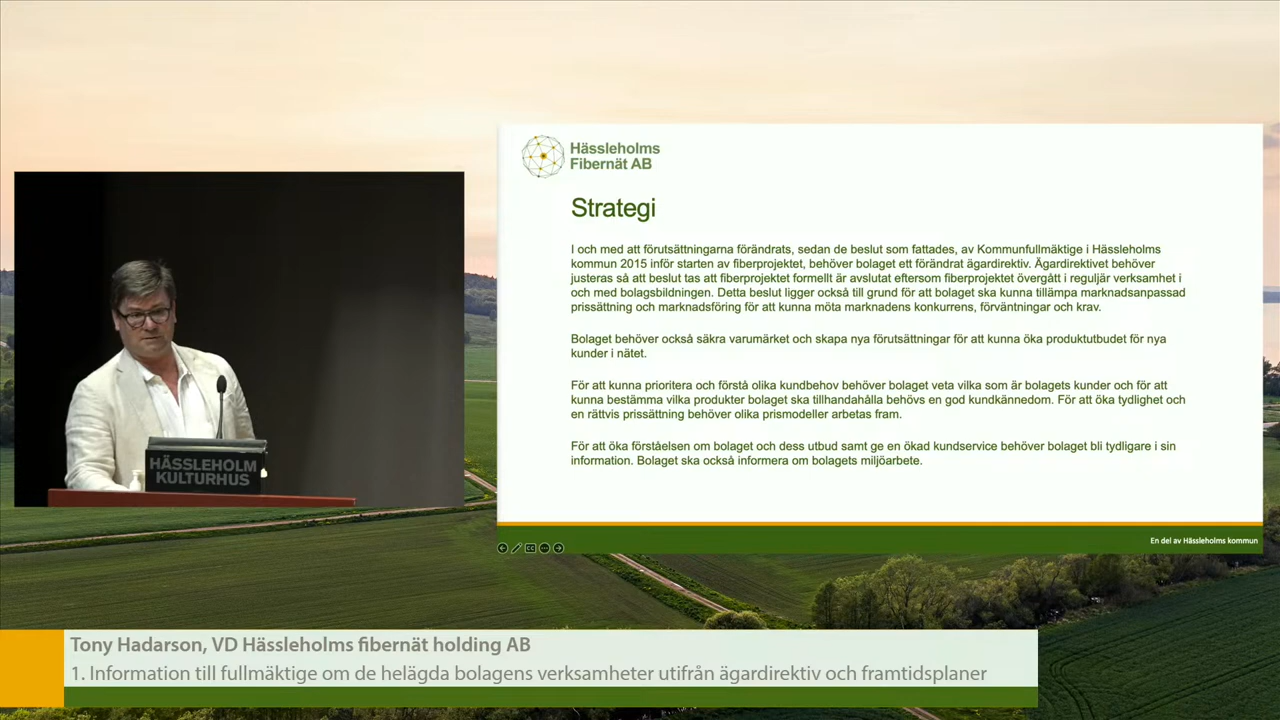 Hässleholms
Fibernät AB
Strategi
I och med att förutsättningarna förändrats, sedan de beslut som fattades, av Kommunfullmäktige i Hässleholms
kommun 2015 inför starten av fiberprojektet, behöver bolaget ett förändrat ägardirektiv. Ägardirektivet behöver
justeras så att beslut tas att fiberprojektet formellt är avslutat eftersom fiberprojektet övergått i reguljär verksamhet i
och med bolagsbildningen. Detta beslut ligger också till grund för att bolaget ska kunna tillämpa marknadsanpassad
prissättning och marknadsföring för att kunna möta marknadens konkurrens, förväntningar och krav.
Bolaget behöver också säkra varumärket och skapa nya förutsättningar för att kunna öka produktutbudet för nya
kunder i nätet.
För att kunna prioritera och förstå olika kundbehov behöver bolaget veta vilka som är bolagets kunder och för att
kunna bestämma vilka produkter bolaget ska tillhandahålla behövs en god kundkännedom. För att öka tydlighet och
en rättvis prissättning behöver olika prismodeller arbetas fram.
För att öka förståelsen om bolaget och dess utbud samt ge en ökad kundservice behöver bolaget bli tydligare i sin
information. Bolaget ska också informera om bolagets miljöarbete.
En del av Hässleholms kommun
HÄSSLEHOLM
KULTURHUS
Tony Hadarson, VD Hässleholms fibernät holding AB
1. Information till fullmäktige om de helägda bolagens verksamheter utifrån ägardirektiv och framtidsplaner